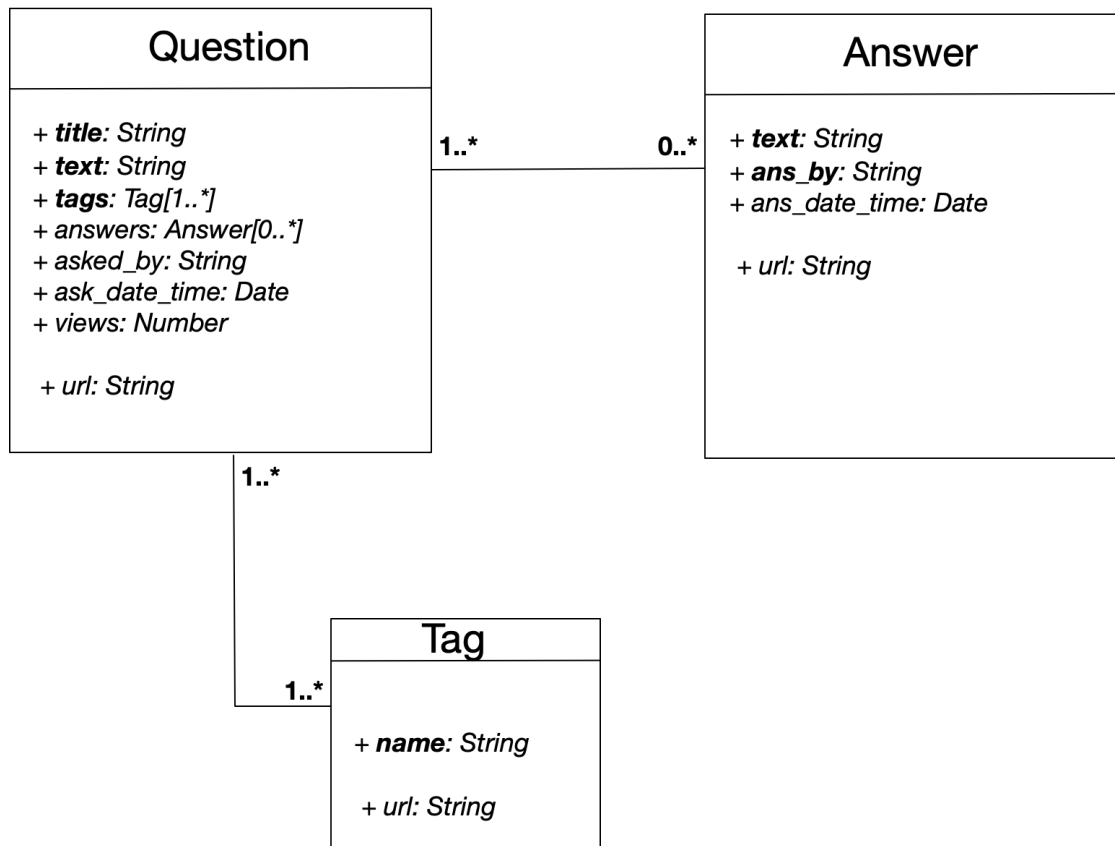 Question
+ title: String
+ text: String
+ tags: Tag[1..*]
+ answers: Answer[0..*]
+ asked_by: String
+ ask_date_time: Date
+ views: Number
+ url: String
1..*
0..*
Answer
+ text: String
+ ans_by: String
+ ans_date_time: Date
+ url: String
1..*
1..*
Tag
+ name: String
+ url: String